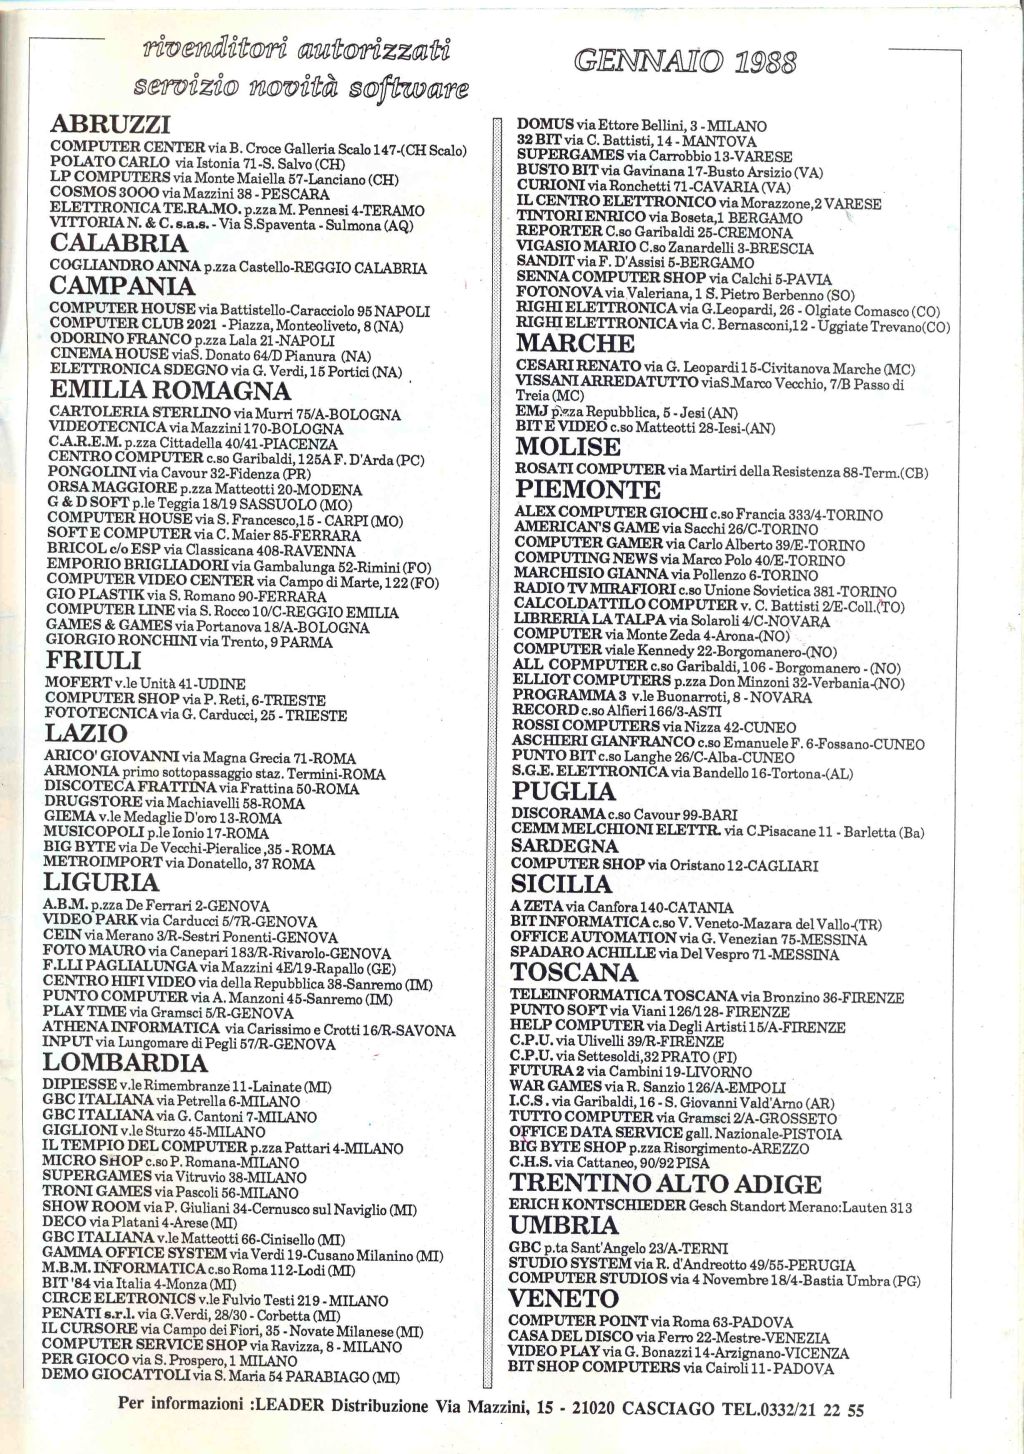 rivenditori autorizzati
servizio novità software
GENNAIO 1988
ABRUZZI
COMPUTER CENTER via B. Croce Galleria Scalo 147-(CH Scalo)
POLATO CARLO via Istonia 71-S. Salvo (CH)
LP COMPUTERS via Monte Maiella 57-Lanciano (CH)
COSMOS 3000 via Mazzini 38 - PESCARA
ELETTRONICA TE.RA.MO. p.zza M. Pennesi 4-TERAMO
VITTORIA N. & C. s.a.s. - Via S.Spaventa - Sulmona (AQ)
CALABRIA
COGLIANDRO ANNA p.zza Castello-REGGIO CALABRIA
CAMPANIA
COMPUTER HOUSE via Battistello-Caracciolo 95 NAPOLI
COMPUTER CLUB 2021 - Piazza, Monteoliveto, 8 (NA)
ODORINO FRANCO p.zza Lala 21-NAPOLI
CINEMA HOUSE viaS. Donato 64/D Pianura (NA)
ELETTRONICA SDEGNO via G. Verdi, 15 Portici (NA)
EMILIA ROMAGNA
CARTOLERIA STERLINO via Murri 75/A-BOLOGNA
VIDEOTECNICA via Mazzini 170-BOLOGNA
C.A.R.E.M. p.zza Cittadella 40/41-PIACENZA
CENTRO COMPUTER c.so Garibaldi, 125A F. D'Arda (PC)
PONGOLINI via Cavour 32-Fidenza (PR)
ORSA MAGGIORE p.zza Matteotti 20-MODENA
G & D SOFT p.le Teggia 18/19 SASSUOLO (MO)
COMPUTER HOUSE via S. Francesco,15 - CARPI (MO)
SOFT E COMPUTER via C. Maier 85-FERRARA
BRICOL c/o ESP via Classicana 408-RAVENNA
EMPORIO BRIGLIADORI via Gambalunga 52-Rimini (FO)
COMPUTER VIDEO CENTER via Campo di Marte, 122 (FO)
GIO PLASTIK via S. Romano 90-FERRARA
COMPUTER LINE via S. Rocco 10/C-REGGIO EMILIA
GAMES & GAMES via Portanova 18/A-BOLOGNA
GIORGIO RONCHINI via Trento, 9 PARMA
FRIULI
MOFERT v.le Unità 41-UDINE
COMPUTER SHOP via P. Reti, 6-TRIESTE
FOTOTECNICA via G. Carducci, 25 - TRIESTE
LAZIO
ARICO' GIOVANNI via Magna Grecia 71-ROMA
ARMONIA primo sottopassaggio staz. Termini-ROMA
DISCOTECA FRATTINA via Frattina 50-ROMA
DRUGSTORE via Machiavelli 58-ROMA
GIEMA v.le Medaglie D'oro 13-ROMA
MUSICOPOLI p.le Ionio 17-ROMA
BIG BYTE via De Vecchi-Pieralice ,35 - ROMA
METROIMPORT via Donatello, 37 ROMA
LIGURIA
A.B.M. p.zza De Ferrari 2-GENOVA
VIDEO PARK via Carducci 5/7R-GENOVA
CEIN via Merano 3/R-Sestri Ponenti-GENOVA
FOTO MAURO via Canepari 183/R-Rivarolo-GENOVA
F.LLI PAGLIALUNGA via Mazzini 4E/19-Rapallo (GE)
CENTRO HIFI VIDEO via della Repubblica 38-Sanremo (IM)
PUNTO COMPUTER via A. Manzoni 45-Sanremo (IM)
PLAY TIME via Gramsci 5/R-GENOVA
ATHENA INFORMATICA via Carissimo e Crotti 16/R-SAVONA
INPUT via Lungomare di Pegli 57/R-GENOVA
LOMBARDIA
DIPIESSE v.le Rimembranze 11-Lainate (MI)
GBC ITALIANA via Petrella 6-MILANO
GBC ITALIANA via G. Cantoni 7-MILANO
GIGLIONI v.le Sturzo 45-MILANO
IL TEMPIO DEL COMPUTER p.zza Pattari 4-MILANO
MICRO SHOP c.so P. Romana-MILANO
SUPERGAMES via Vitruvio 38-MILANO
TRONI GAMES via Pascoli 56-MILANO
SHOW ROOM via P. Giuliani 34-Cernusco sul Naviglio (MI)
DECO via Platani 4-Arese (MI)
GBC ITALIANA v.le Matteotti 66-Cinisello (MI)
GAMMA OFFICE SYSTEM via Verdi 19-Cusano Milanino (MI)
M.B.M. INFORMATICA c.so Roma 112-Lodi (MI)
BIT '84 via Italia 4-Monza (MI)
CIRCE ELETRONICS v.le Fulvio Testi 219 - MILANO
PENATI s.r.l. via G.Verdi, 28/30 - Corbetta (MI)
IL CURSORE via Campo dei Fiori, 35 - Novate Milanese (MI)
COMPUTER SERVICE SHOP via Ravizza, 8 - MILANO
PER GIOCO via S. Prospero, 1 MILANO
DEMO GIOCATTOLI via S. Maria 54 PARABIAGO (MI)
DOMUS via Ettore Bellini, 3 - MILANO
32 BIT via C. Battisti, 14 - MANTOVA
SUPERGAMES via Carrobbio 13-VARESE
BUSTO BIT via Gavinana 17-Busto Arsizio (VA)
CURIONI via Ronchetti 71-CAVARIA (VA)
IL CENTRO ELETTRONICO via Morazzone,2 VARESE
TINTORI ENRICO via Boseta,1 BERGAMO
REPORTER C.so Garibaldi 25-CREMONA
VIGASIO MARIO C.so Zanardelli 3-BRESCIA
SANDIT via F. D'Assisi 5-BERGAMO
SENNA COMPUTER SHOP via Calchi 5-PAVIA
FOTONOVA via Valeriana, 1 S. Pietro Berbenno (SO)
RIGHI ELETTRONICA via G.Leopardi, 26 - Olgiate Comasco (CO)
RIGHI ELETTRONICA via C. Bernasconi,12 - Uggiate Trevano(CO)
MARCHE
CESARI RENATO via G. Leopardi 15-Civitanova Marche (MC)
VISSANI ARREDATUTTO viaS.Marco Vecchio, 7/B Passo di
Treia (MC)
EMJ p.zza Repubblica, 5 - Jesi (AN)
BIT E VIDEO c.so Matteotti 28-Iesi-(AN)
MOLISE
ROSATI COMPUTER via Martiri della Resistenza 88-Term.(CB)
PIEMONTE
ALEX COMPUTER GIOCHI c.so Francia 333/4-TORINO
AMERICAN'S GAME via Sacchi 26/C-TORINO
COMPUTER GAMER via Carlo Alberto 39/E-TORINO
COMPUTING NEWS via Marco Polo 40/E-TORINO
MARCHISIO GIANNA via Pollenzo 6-TORINO
RADIO TV MIRAFIORI c.so Unione Sovietica 381 -TORINO
CALCOLDATTILO COMPUTER v. C. Battisti 2/E-Coll.(TO)
LIBRERIA LA TALPA via Solaroli 4/C-NOVARA
COMPUTER via Monte Zeda 4-Arona-(NO)
COMPUTER viale Kennedy 22-Borgomanero-(NO)
ALL COPMPUTER c.so Garibaldi, 106 - Borgomanero - (NO)
ELLIOT COMPUTERS p.zza Don Minzoni 32-Verbania-(NO)
PROGRAMMA 3 v.le Buonarroti, 8 - NOVARA
RECORD c.so Alfieri 166/3-ASTI
ROSSI COMPUTERS via Nizza 42-CUNEO
ASCHIERI GIANFRANCO c.so Emanuele F. 6-Fossano-CUNEO
PUNTO BIT c.so Langhe 26/C-Alba-CUNEO
S.G.E. ELETTRONICA via Bandello 16-Tortona-(AL)
PUGLIA
DISCORAMA c.so Cavour 99-BARI
CEMM MELCHIONI ELETTR. via C.Pisacane 11 - Barletta (Ba)
SARDEGNA
COMPUTER SHOP via Oristano 12-CAGLIARI
SICILIA
A ZETA via Canfora 140-CATANIA
BIT INFORMATICA c.so V. Veneto-Mazara del Vallo-(TR)
OFFICE AUTOMATION via G. Venezian 75-MESSINA
SPADARO ACHILLE via Del Vespro 71-MESSINA
TOSCANA
TELEINFORMATICA TOSCANA via Bronzino 36-FIRENZE
PUNTO SOFT via Viani 126/128- FIRENZE
HELP COMPUTER via Degli Artisti 15/A-FIRENZE
C.P.U. via Ulivelli 39/R-FIRENZE
C.P.U. via Settesoldi,32 PRATO (FI)
FUTURA 2 via Cambini 19-LIVORNO
WAR GAMES via R. Sanzio 126/A-EMPOLI
I.C.S . via Garibaldi, 16 - S. Giovanni Vald'Arno (AR)
TUTTO COMPUTER via Gramsci 2/A-GROSSETO
OFFICE DATA SERVICE gall. Nazionale-PISTOIA
BIG BYTE SHOP p.zza Risorgimento-AREZZO
C.H.S. via Cattaneo, 90/92 PISA
TRENTINO ALTO ADIGE
ERICH KONTSCHIEDER Gesch Standort Merano:Lauten 313
UMBRIA
GBC p.ta Sant'Angelo 23/A-TERNI
STUDIO SYSTEM via R. d'Andreotto 49/55-PERUGIA
COMPUTER STUDIOS via 4 Novembre 18/4-Bastia Umbra (PG)
VENETO
COMPUTER POINT via Roma 63-PADOVA
CASA DEL DISCO via Ferro 22-Mestre-VENEZIA
VIDEO PLAY via G. Bonazzi 14-Arzignano-VICENZA
BIT SHOP COMPUTERS via Cairoli 11 - PADOVA
Per informazioni :LEADER Distribuzione Via Mazzini, 15 - 21020 CASCIAGO TEL.0332/21 22 55